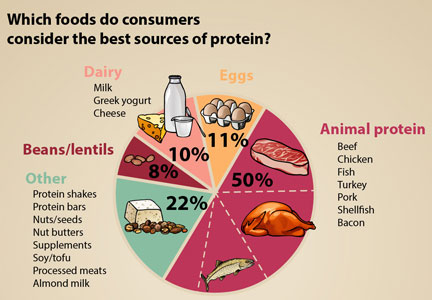 Which foods do consumers
consider the best sources of protein?
Dairy
Milk
Greek yogurt
Cheese
Eggs
Animal protein
Beef
Chicken
Fish
Turkey
Pork
Shellfish
Bacon
Beans/lentils
Other
Protein shakes
Protein bars
Nuts/seeds
Nut butters
Supplements
Soy/tofu
Processed meats
Almond milk
10%
11%
8%
50%
22%